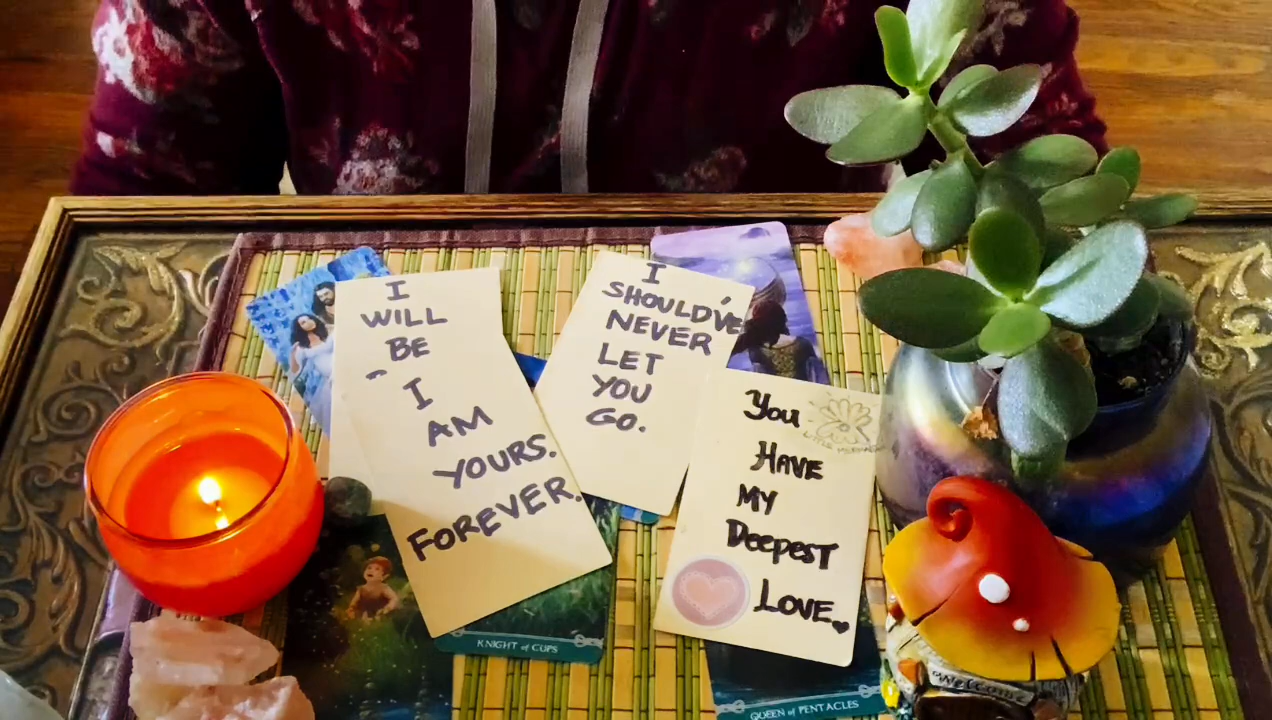 I
WILL
BE
I
AM
YOURS.
FOREVER.
I
SHOULD'VE
NEVER
LET
YOU
GO.
You
HAVE
MY
DEEPEST
LOVE.
KNIGHT of CUPS
QUEEN of PENTACLES
Welcome